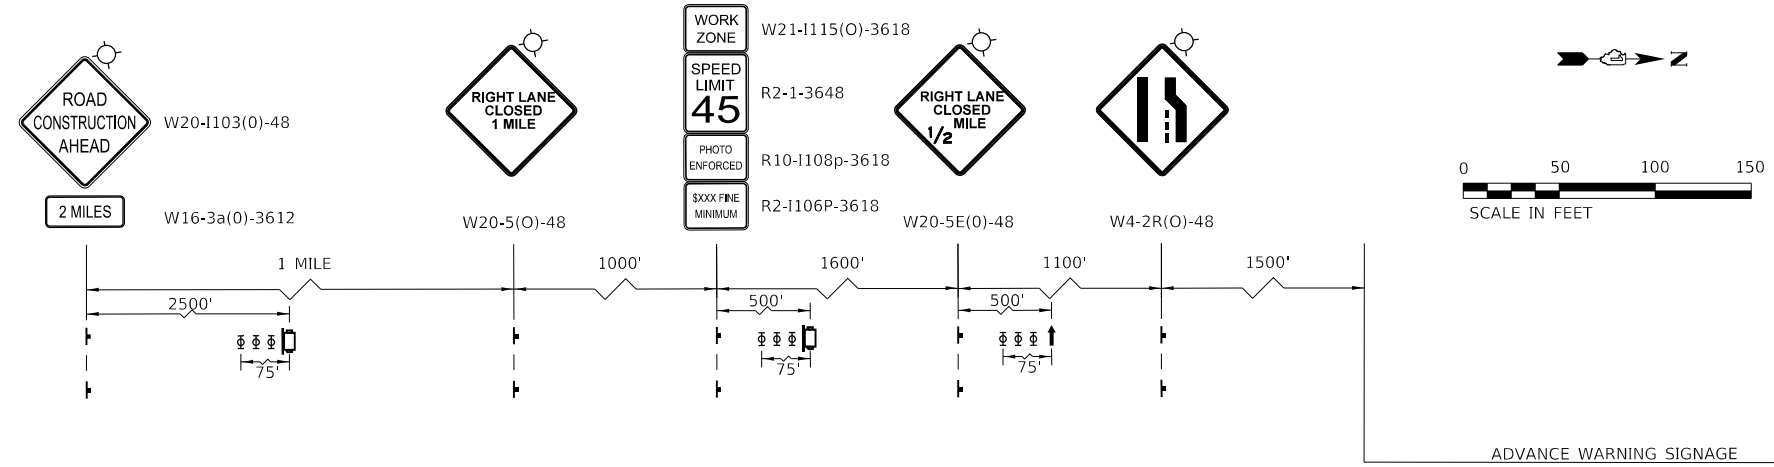 ROAD
CONSTRUCTION
AHEAD
W20-I103(0)-48
2 MILES
W16-3a(0)-3612
RIGHT LANE
CLOSED
1 MILE
W20-5(O)-48
WORK
ZONE
W21-I115(O)-3618
SPEED
LIMIT
45
R2-1-3648
PHOTO
ENFORCED
R10-I108p-3618
$XXX FINE
MINIMUM
R2-I106P-3618
RIGHT LANE
CLOSED
1/2 MILE
W20-5E(0)-48
W4-2R(O)-48
N
0 50 100 150
SCALE IN FEET
1 MILE 1000' 1600' 1100' 1500'
2500' 500' 500'
75' 75' 75'
ADVANCE WARNING SIGNAGE